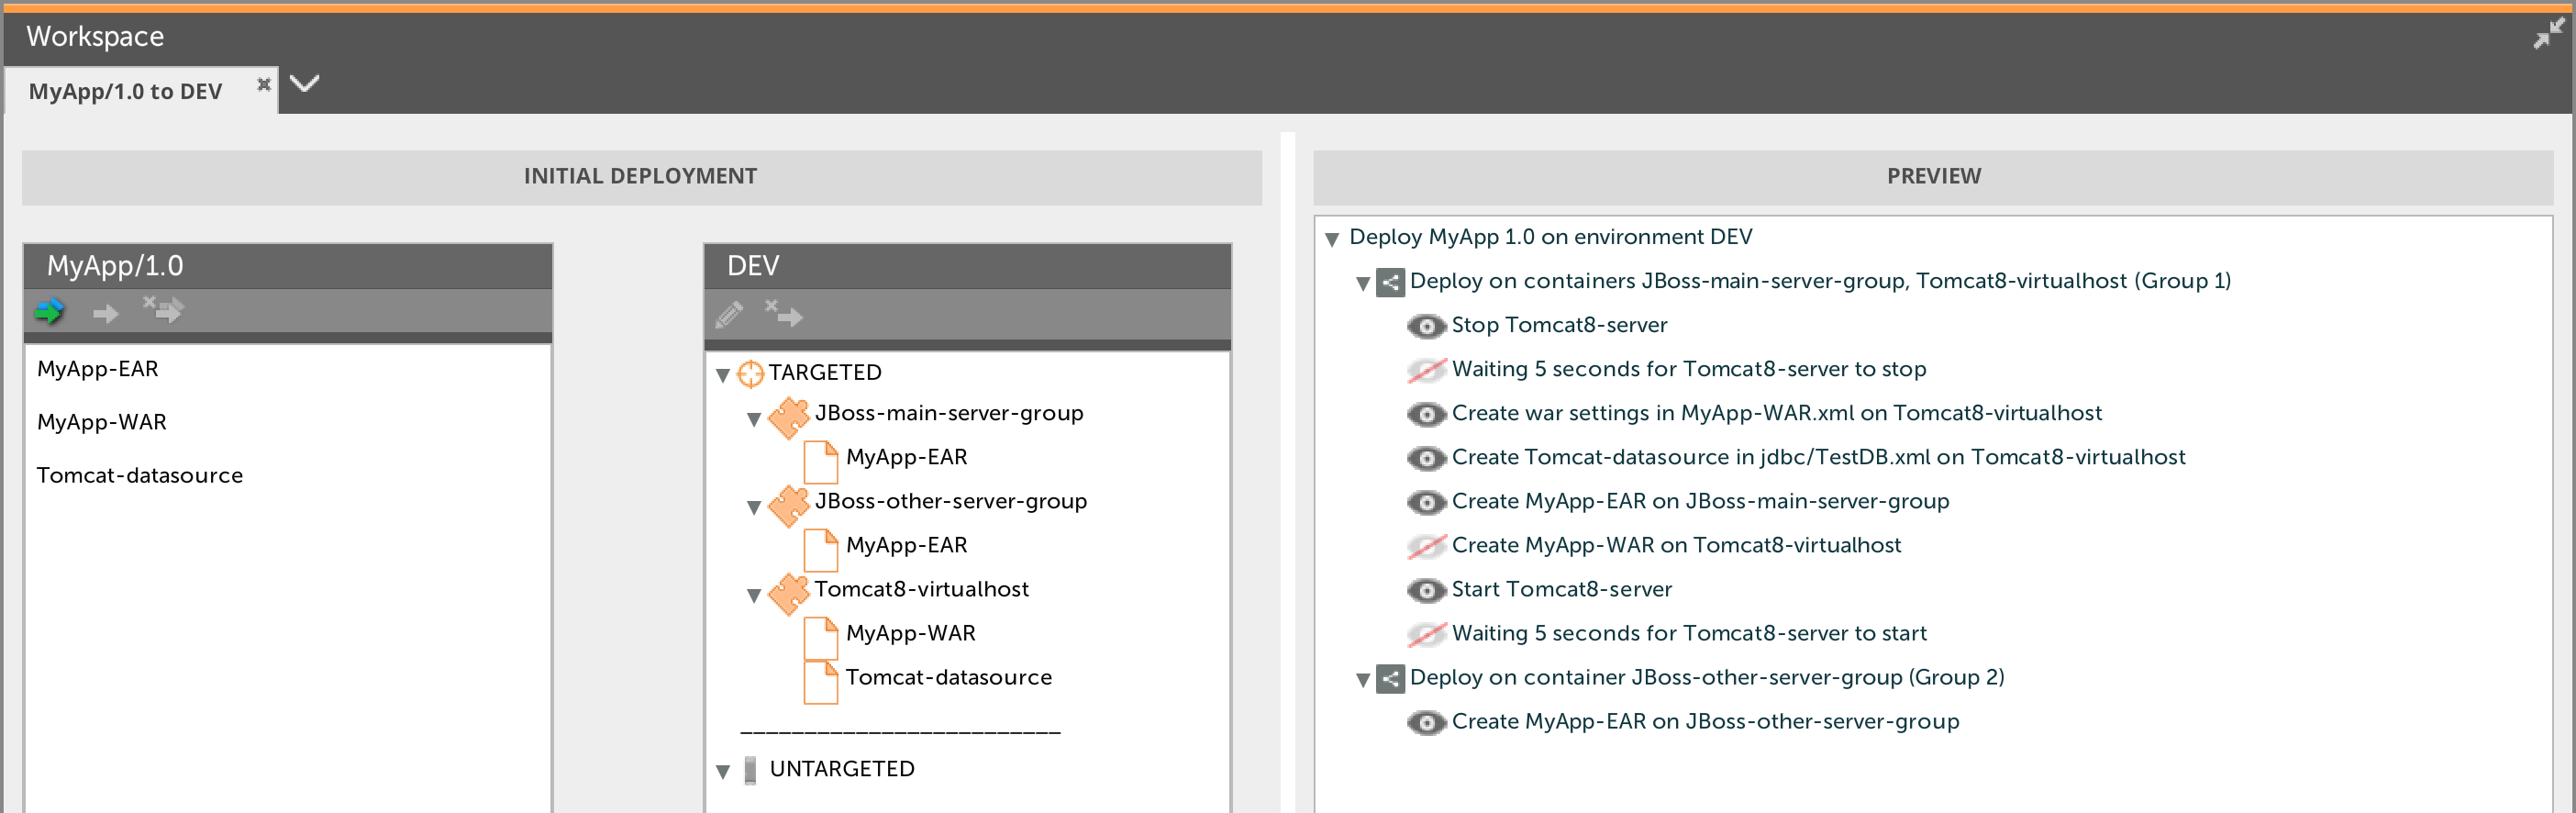 Workspace
MyApp/1.0 to DEV
INITIAL DEPLOYMENT
MyApp/1.0
MyApp-EAR
MyApp-WAR
Tomcat-datasource
DEV
TARGETED
JBoss-main-server-group
MyApp-EAR
JBoss-other-server-group
MyApp-EAR
Tomcat8-virtualhost
MyApp-WAR
Tomcat-datasource
_________________________
UNTARGETED
PREVIEW
Deploy MyApp 1.0 on environment DEV
Deploy on containers JBoss-main-server-group, Tomcat8-virtualhost (Group 1)
Stop Tomcat8-server
Waiting 5 seconds for Tomcat8-server to stop
Create war settings in MyApp-WAR.xml on Tomcat8-virtualhost
Create Tomcat-datasource in jdbc/TestDB.xml on Tomcat8-virtualhost
Create MyApp-EAR on JBoss-main-server-group
Create MyApp-WAR on Tomcat8-virtualhost
Start Tomcat8-server
Waiting 5 seconds for Tomcat8-server to start
Deploy on container JBoss-other-server-group (Group 2)
Create MyApp-EAR on JBoss-other-server-group